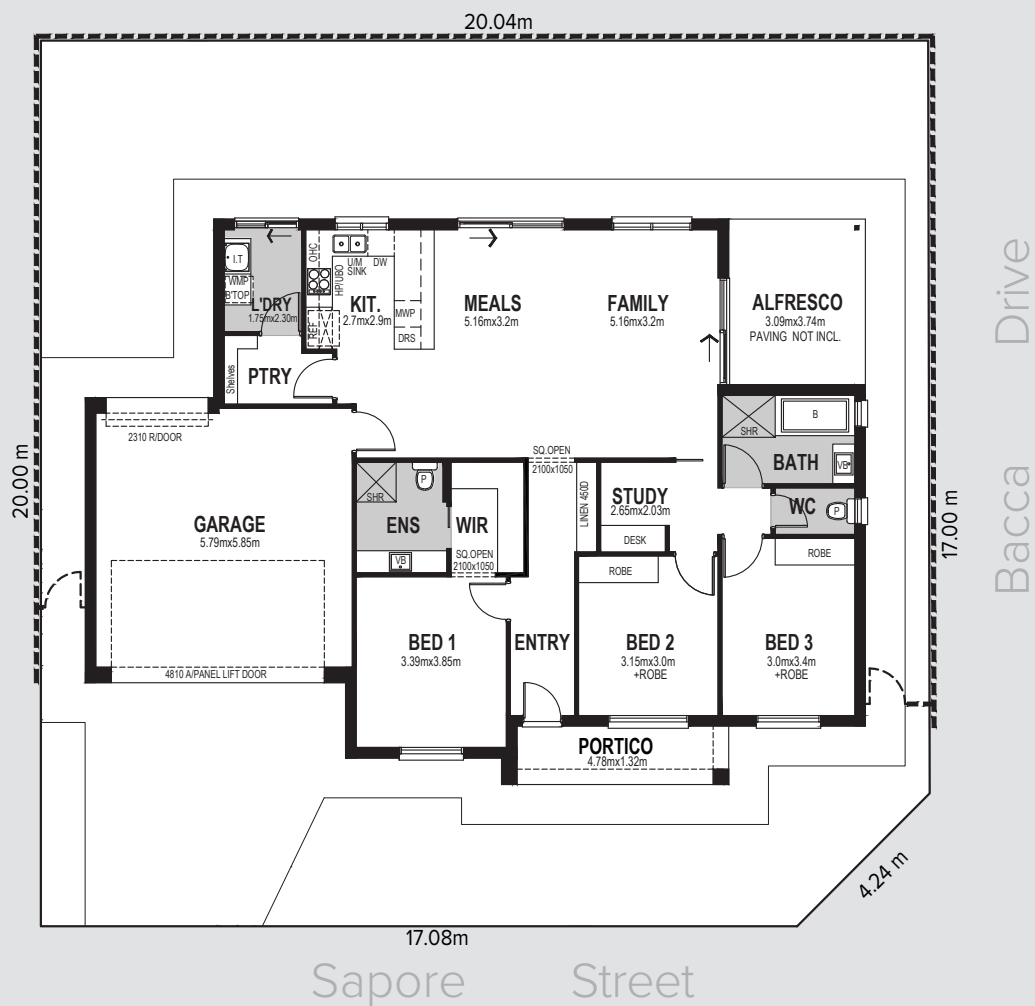 20.04m
OHC
U/M
SINK
DW
I.T
WMP
B'TOP
L'DRY
1.75mx2.30m
HP/UBO
REF
KIT.
2.7mx2.9m
MWP
DRS
MEALS
5.16mx3.2m
FAMILY
5.16mx3.2m
ALFRESCO
3.09mx3.74m
PAVING NOT INCL.
Shelves
PTRY
2310 R/DOOR
SHR
B
BATH
VB
SQ.OPEN
2100x1050
SHR
P
ENS
VB
WIR
SQ.OPEN
2100x1050
LINEN 450D
STUDY
2.65mx2.03m
DESK
WC
P
GARAGE
5.79mx5.85m
ROBE
ROBE
BED 1
3.39mx3.85m
ENTRY
BED 2
3.15mx3.0m
+ROBE
BED 3
3.0mx3.4m
+ROBE
4810 A/PANEL LIFT DOOR
PORTICO
4.78mx1.32m
20.00 m
17.00 m
4.24 m
17.08m
Bacca Drive
Sapore Street